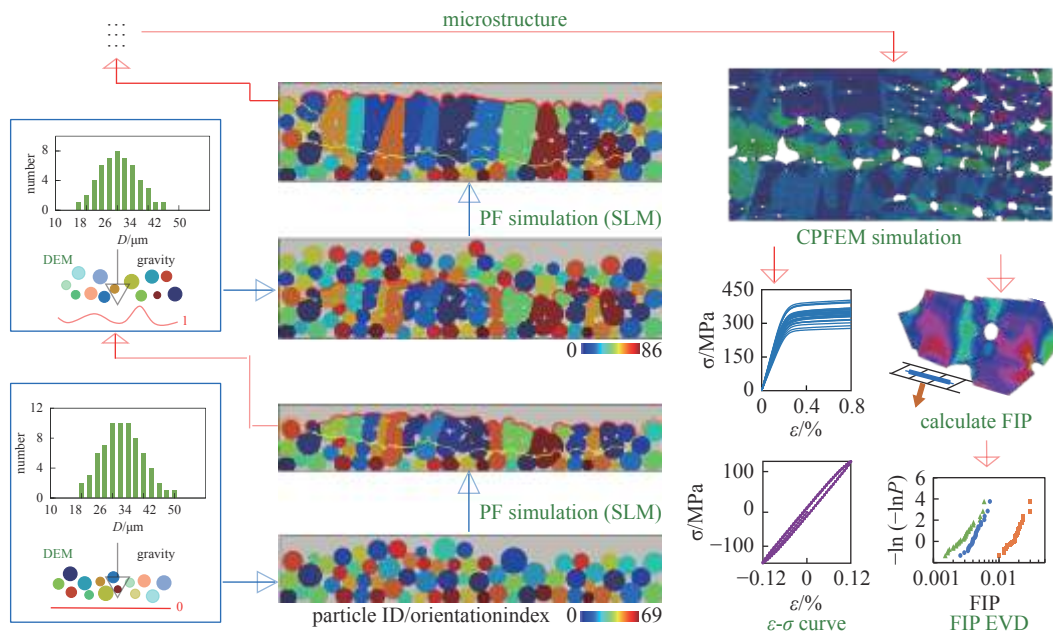 microstructure
number
8
4
0
10 18 26 34 42 50
D/μm
DEM
gravity
1
PF simulation (SLM)
0 86
number
12
9
6
3
0
10 18 26 34 42 50
D/μm
DEM
gravity
0
PF simulation (SLM)
particle ID/orientationindex 0 69
CPFEM simulation
σ/MPa
450
300
150
0
0 0.4 0.8
ε/%
calculate FIP
σ/MPa
100
0
−100
−0.12 0 0.12
ε/%
ε-σ curve
−ln (−lnP)
6
4
2
0
0.001 0.01
FIP
FIP EVD